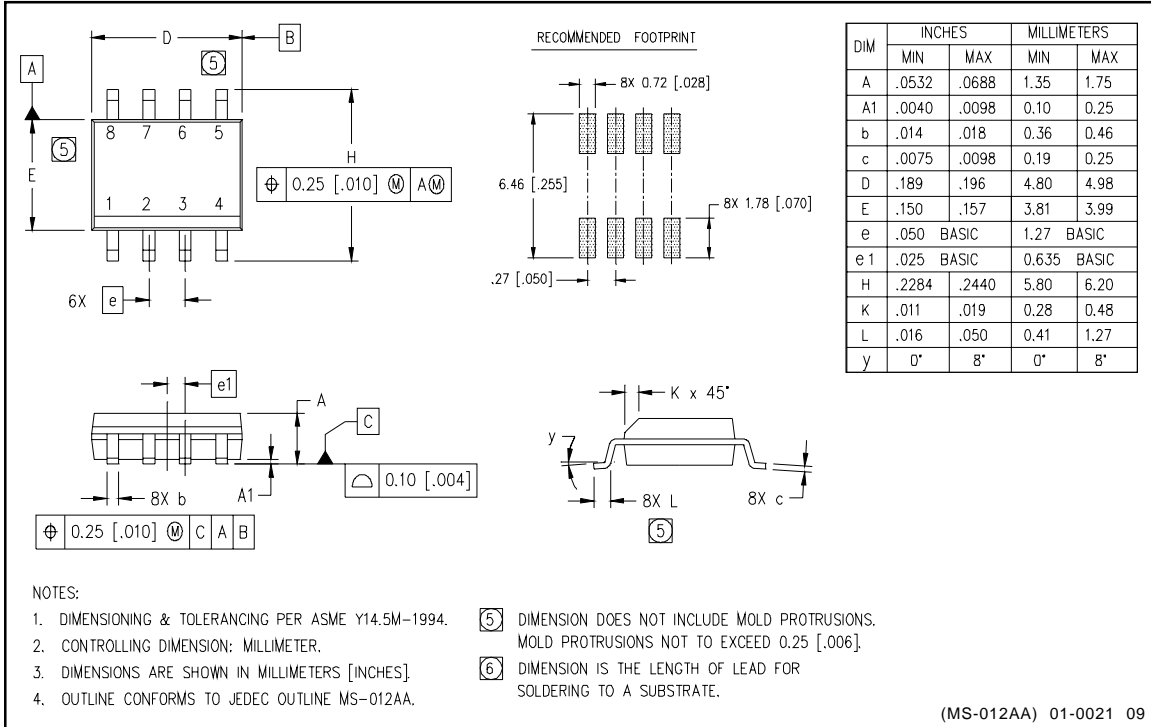 D
B
5
A
8 7 6 5
5
E
H
⌖ 0.25 [.010] Ⓜ AⓂ
1 2 3 4
6X e
RECOMMENDED FOOTPRINT
8X 0.72 [.028]
6.46 [.255]
8X 1.78 [.070]
.27 [.050]
DIM INCHES MILLIMETERS
MIN MAX MIN MAX
A .0532 .0688 1.35 1.75
A1 .0040 .0098 0.10 0.25
b .014 .018 0.36 0.46
c .0075 .0098 0.19 0.25
D .189 .196 4.80 4.98
E .150 .157 3.81 3.99
e .050 BASIC 1.27 BASIC
e1 .025 BASIC 0.635 BASIC
H .2284 .2440 5.80 6.20
K .011 .019 0.28 0.48
L .016 .050 0.41 1.27
y 0° 8° 0° 8°
e1
A
C
⌓ 0.10 [.004]
8X b
A1
⌖ 0.25 [.010] Ⓜ C A B
K x 45°
y
8X L
8X c
5
NOTES:
1. DIMENSIONING & TOLERANCING PER ASME Y14.5M-1994.
2. CONTROLLING DIMENSION: MILLIMETER.
3. DIMENSIONS ARE SHOWN IN MILLIMETERS [INCHES].
4. OUTLINE CONFORMS TO JEDEC OUTLINE MS-012AA.
5 DIMENSION DOES NOT INCLUDE MOLD PROTRUSIONS.
MOLD PROTRUSIONS NOT TO EXCEED 0.25 [.006].
6 DIMENSION IS THE LENGTH OF LEAD FOR
SOLDERING TO A SUBSTRATE.
(MS-012AA) 01-0021 09